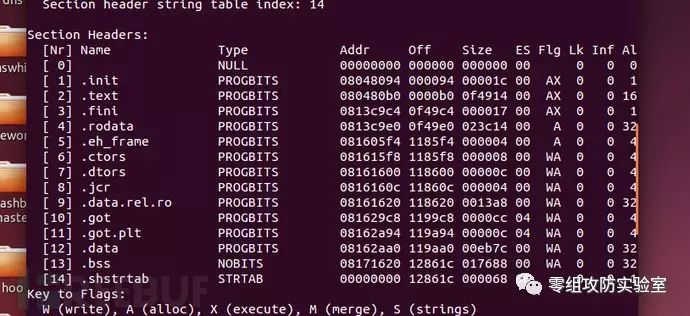 Section header string table index: 14
Section Headers:
[Nr] Name Type Addr Off Size ES Flg Lk Inf Al
[ 0] NULL 00000000 000000 000000 00 0 0 0
[ 1] .init PROGBITS 08048094 000094 00001c 00 AX 0 0 1
[ 2] .text PROGBITS 080480b0 0000b0 0f4914 00 AX 0 0 16
[ 3] .fini PROGBITS 0813c9c4 0f49c4 000017 00 AX 0 0 1
[ 4] .rodata PROGBITS 0813c9e0 0f49e0 023c14 00 A 0 0 32
[ 5] .eh_frame PROGBITS 081605f4 1185f4 000004 00 A 0 0 4
[ 6] .ctors PROGBITS 081615f8 1185f8 000008 00 WA 0 0 4
[ 7] .dtors PROGBITS 08161600 118600 00000c 00 WA 0 0 4
[ 8] .jcr PROGBITS 0816160c 11860c 000004 00 WA 0 0 4
[ 9] .data.rel.ro PROGBITS 08161620 118620 0013a8 00 WA 0 0 32
[10] .got PROGBITS 081629c8 1199c8 0000cc 04 WA 0 0 4
[11] .got.plt PROGBITS 08162a94 119a94 00000c 04 WA 0 0 4
[12] .data PROGBITS 08162aa0 119aa0 00eb7c 00 WA 0 0 32
[13] .bss NOBITS 08171620 12861c 017688 00 WA 0 0 32
[14] .shstrtab STRTAB 00000000 12861c 000068 00 0 0 1
Key to Flags:
W (write), A (alloc), X (execute), M (merge), S (strings)
零组攻防实验室
hoo